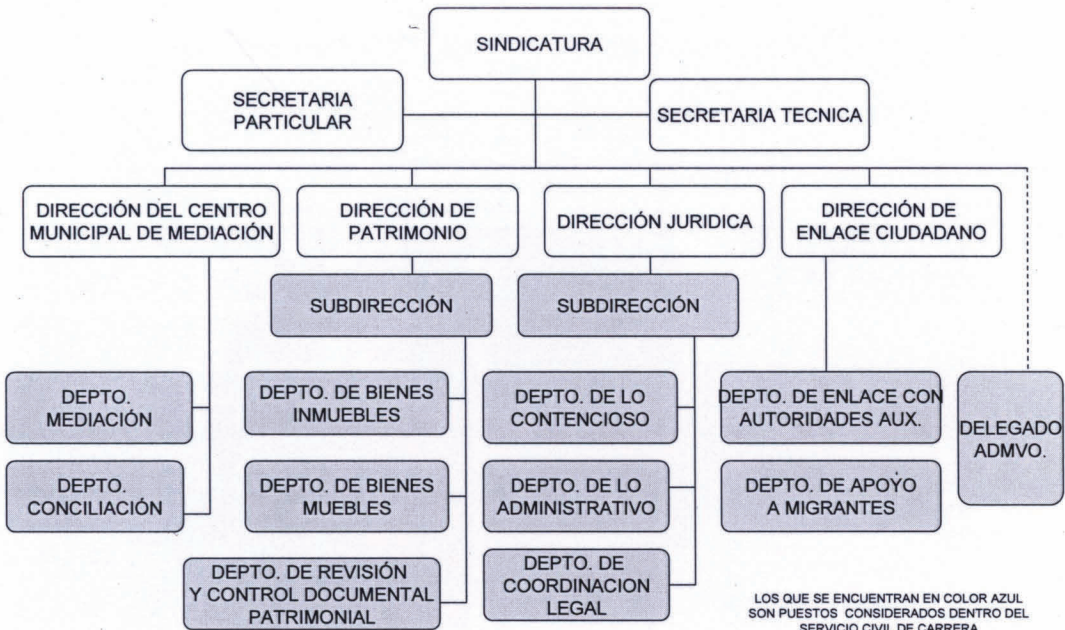 SINDICATURA
SECRETARIA
PARTICULAR
SECRETARIA TECNICA
DIRECCIÓN DEL CENTRO
MUNICIPAL DE MEDIACIÓN
DIRECCIÓN DE
PATRIMONIO
DIRECCIÓN JURIDICA
DIRECCIÓN DE
ENLACE CIUDADANO
SUBDIRECCIÓN
SUBDIRECCIÓN
DEPTO.
MEDIACIÓN
DEPTO. DE BIENES
INMUEBLES
DEPTO. DE LO
CONTENCIOSO
DEPTO. DE ENLACE CON
AUTORIDADES AUX.
DELEGADO
ADMVO.
DEPTO.
CONCILIACIÓN
DEPTO. DE BIENES
MUEBLES
DEPTO. DE LO
ADMINISTRATIVO
DEPTO. DE APOYO
A MIGRANTES
DEPTO. DE REVISIÓN
Y CONTROL DOCUMENTAL
PATRIMONIAL
DEPTO. DE
COORDINACION
LEGAL
LOS QUE SE ENCUENTRAN EN COLOR AZUL
SON PUESTOS CONSIDERADOS DENTRO DEL
SERVICIO CIVIL DE CARRERA